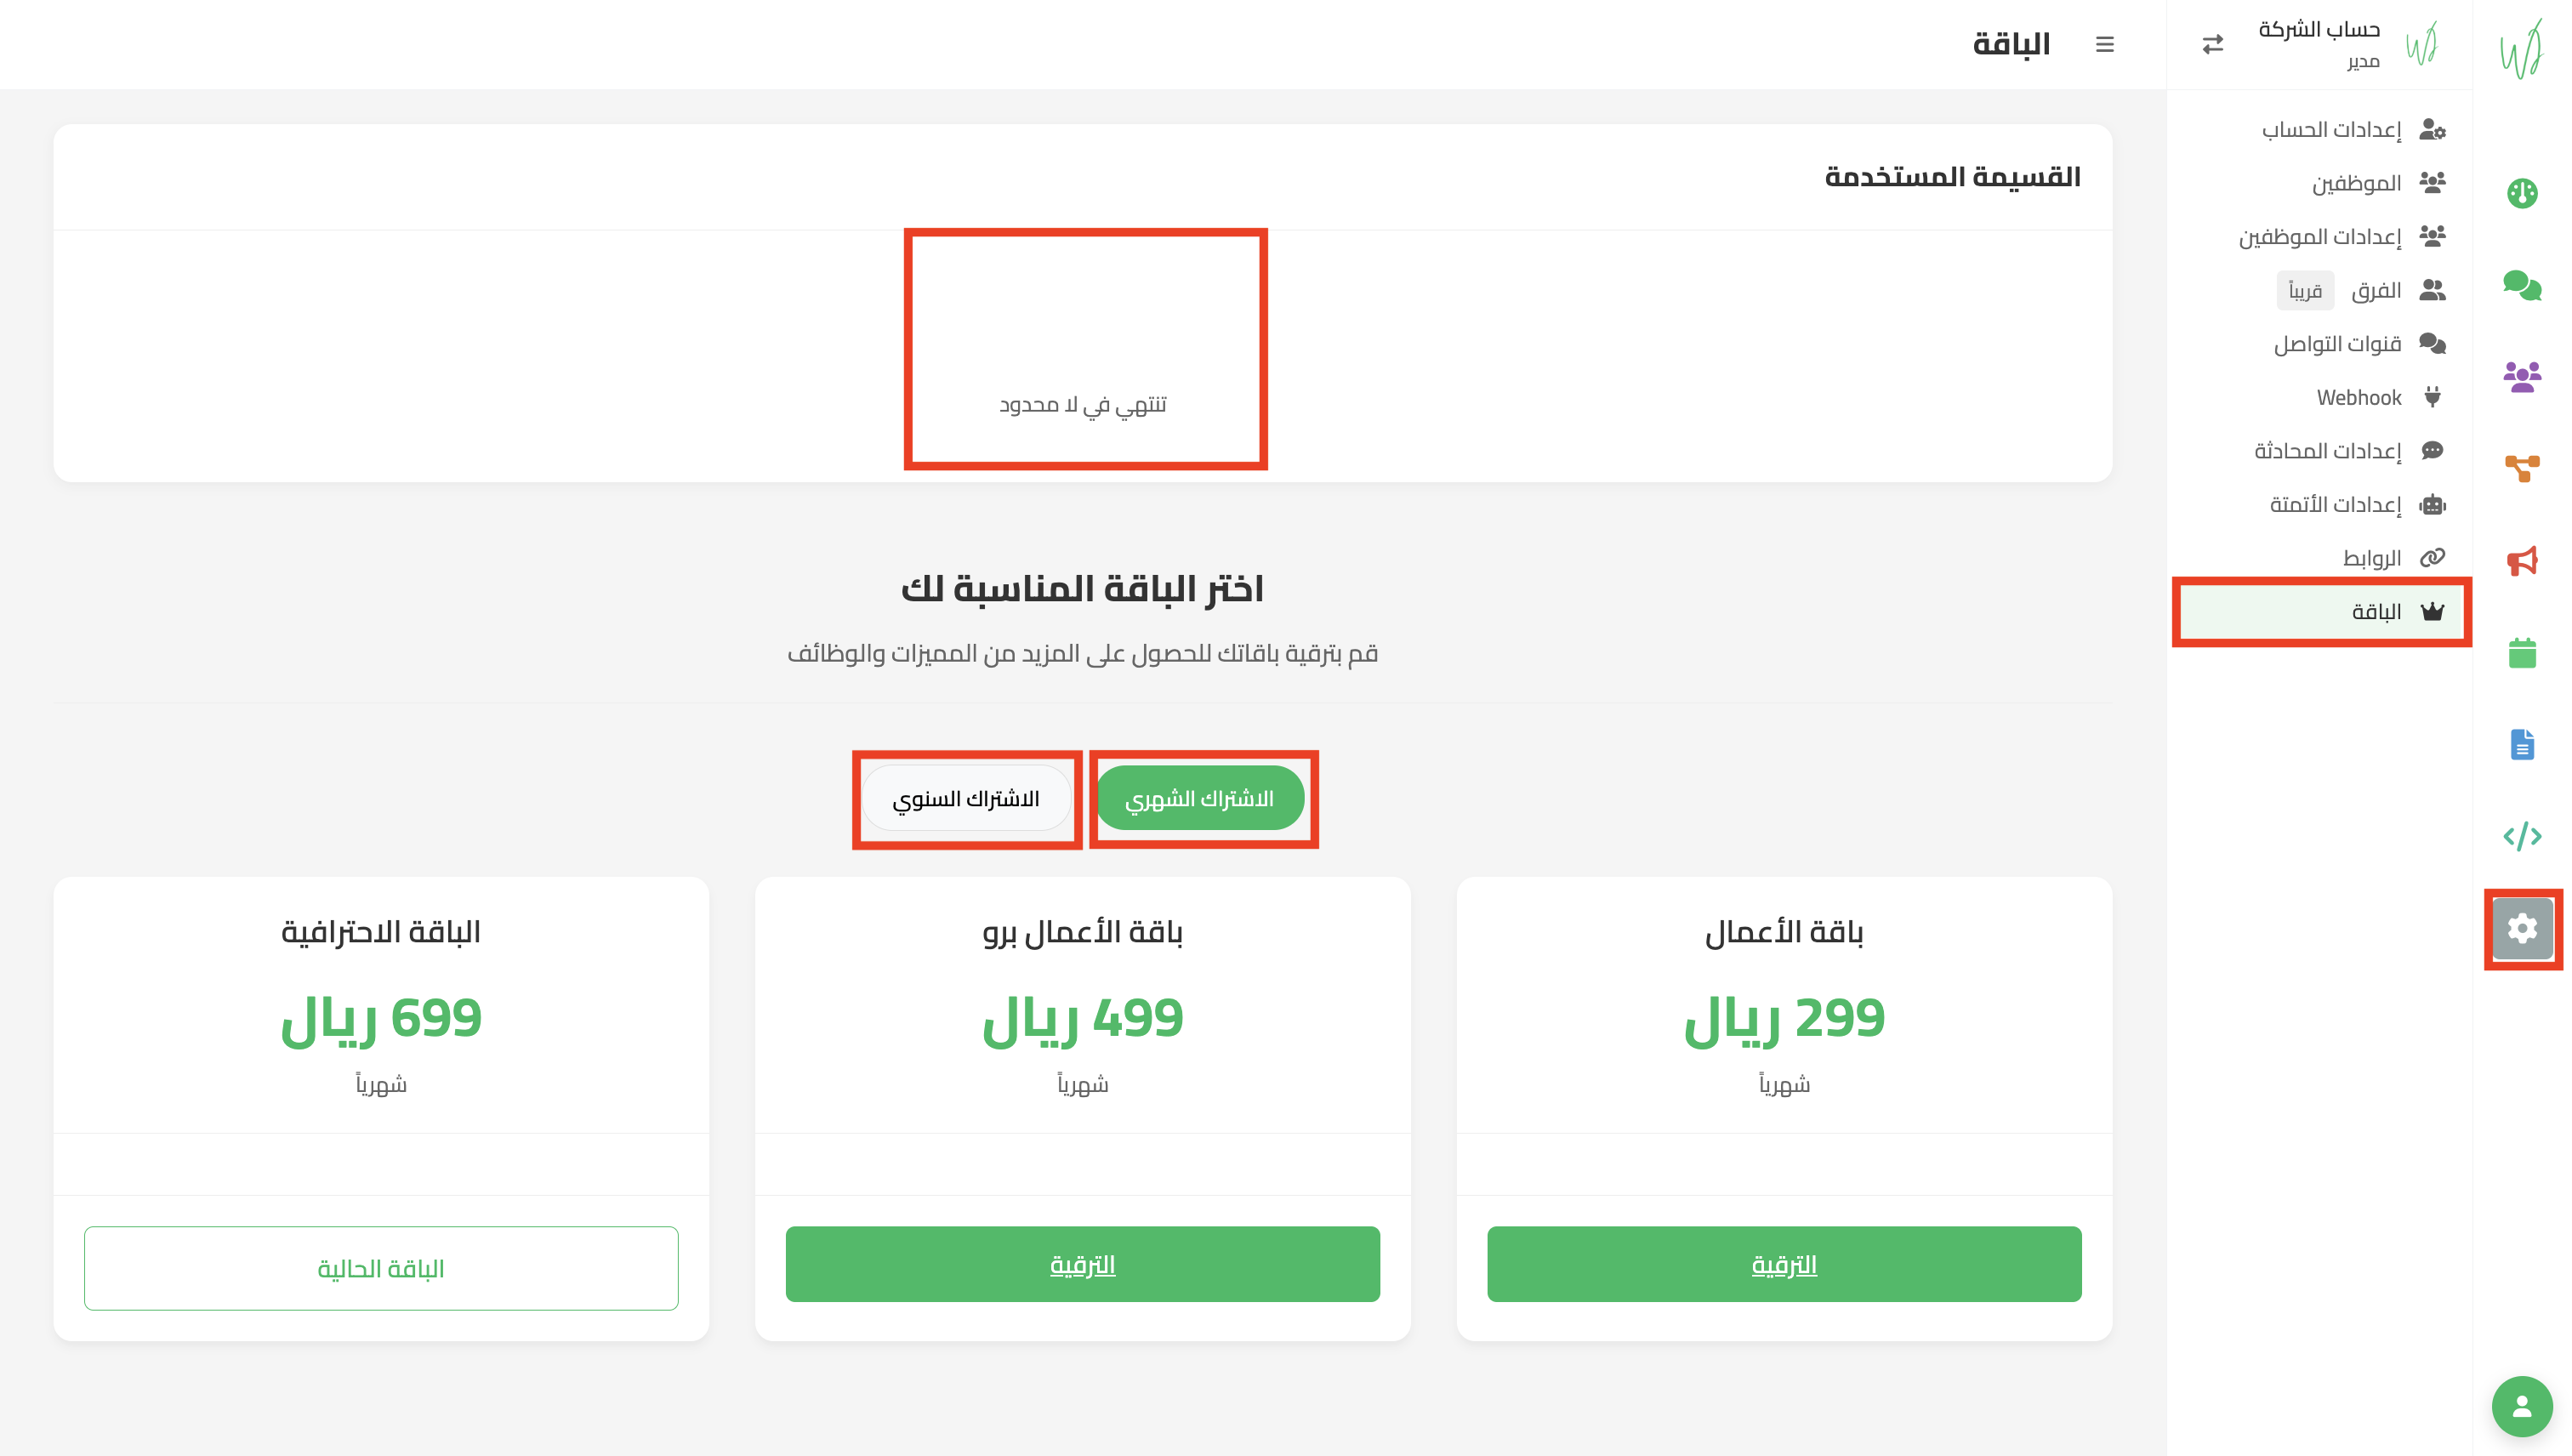 حساب الشركة
مدير
إعدادات الحساب
الموظفين
إعدادات الموظفين
الفرق قريباً
قنوات التواصل
Webhook
إعدادات المحادثة
إعدادات الأتمتة
الروابط
الباقة
الباقة
القسيمة المستخدمة
تنتهي في لا محدود
اختر الباقة المناسبة لك
قم بترقية باقاتك للحصول على المزيد من المميزات والوظائف
الاشتراك الشهري
الاشتراك السنوي
باقة الأعمال
299 ريال
شهرياً
الترقية
باقة الأعمال برو
499 ريال
شهرياً
الترقية
الباقة الاحترافية
699 ريال
شهرياً
الباقة الحالية